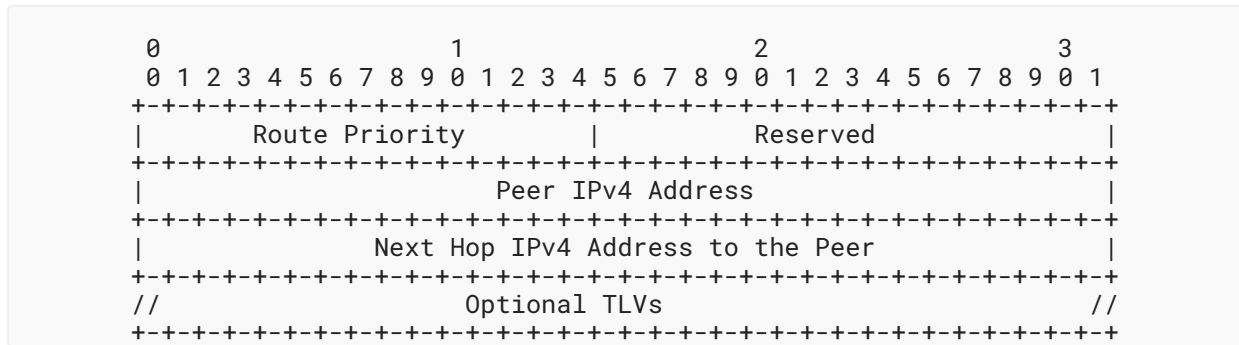 0                   1                   2                   3
 0 1 2 3 4 5 6 7 8 9 0 1 2 3 4 5 6 7 8 9 0 1 2 3 4 5 6 7 8 9 0 1
+-+-+-+-+-+-+-+-+-+-+-+-+-+-+-+-+-+-+-+-+-+-+-+-+-+-+-+-+-+-+-+-+
|       Route Priority        |          Reserved               |
+-+-+-+-+-+-+-+-+-+-+-+-+-+-+-+-+-+-+-+-+-+-+-+-+-+-+-+-+-+-+-+-+
|                       Peer IPv4 Address                       |
+-+-+-+-+-+-+-+-+-+-+-+-+-+-+-+-+-+-+-+-+-+-+-+-+-+-+-+-+-+-+-+-+
|               Next Hop IPv4 Address to the Peer               |
+-+-+-+-+-+-+-+-+-+-+-+-+-+-+-+-+-+-+-+-+-+-+-+-+-+-+-+-+-+-+-+-+
//                    Optional TLVs                            //
+-+-+-+-+-+-+-+-+-+-+-+-+-+-+-+-+-+-+-+-+-+-+-+-+-+-+-+-+-+-+-+-+